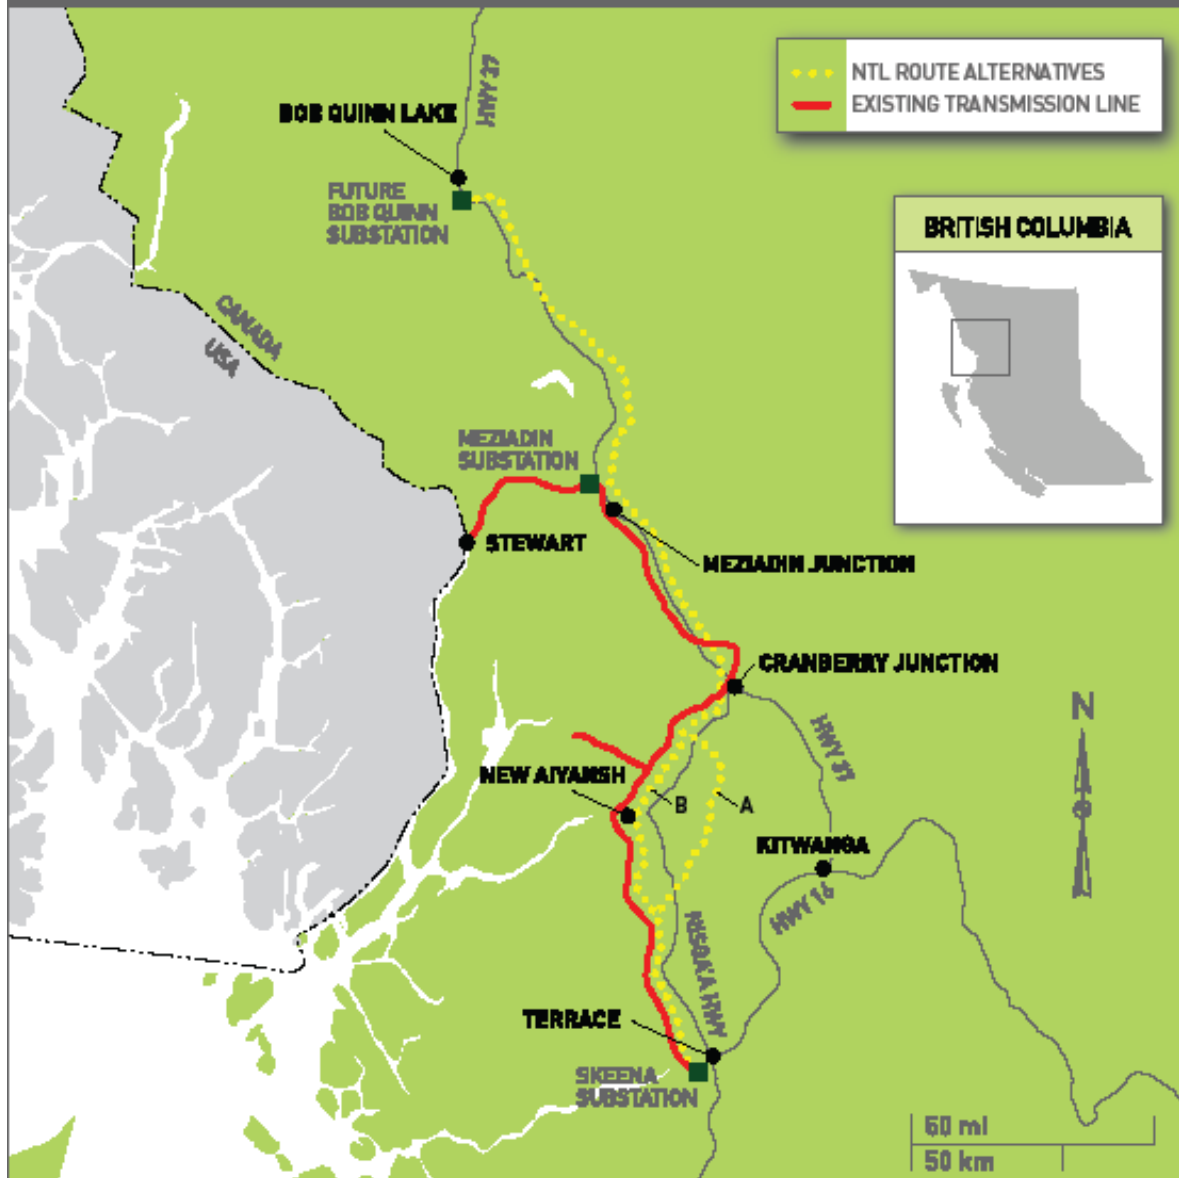 NTL ROUTE ALTERNATIVES
EXISTING TRANSMISSION LINE
HWY 37
BOB QUINN LAKE
FUTURE
BOB QUINN
SUBSTATION
BRITISH COLUMBIA
CANADA
USA
MEZIADIN
SUBSTATION
STEWART
MEZIADIN JUNCTION
CRANBERRY JUNCTION
N
HWY 37
NEW AIYANSH
B
A
KITWANGA
HWY 16
NISGA'A HWY
TERRACE
SKEENA
SUBSTATION
50 mi
50 km